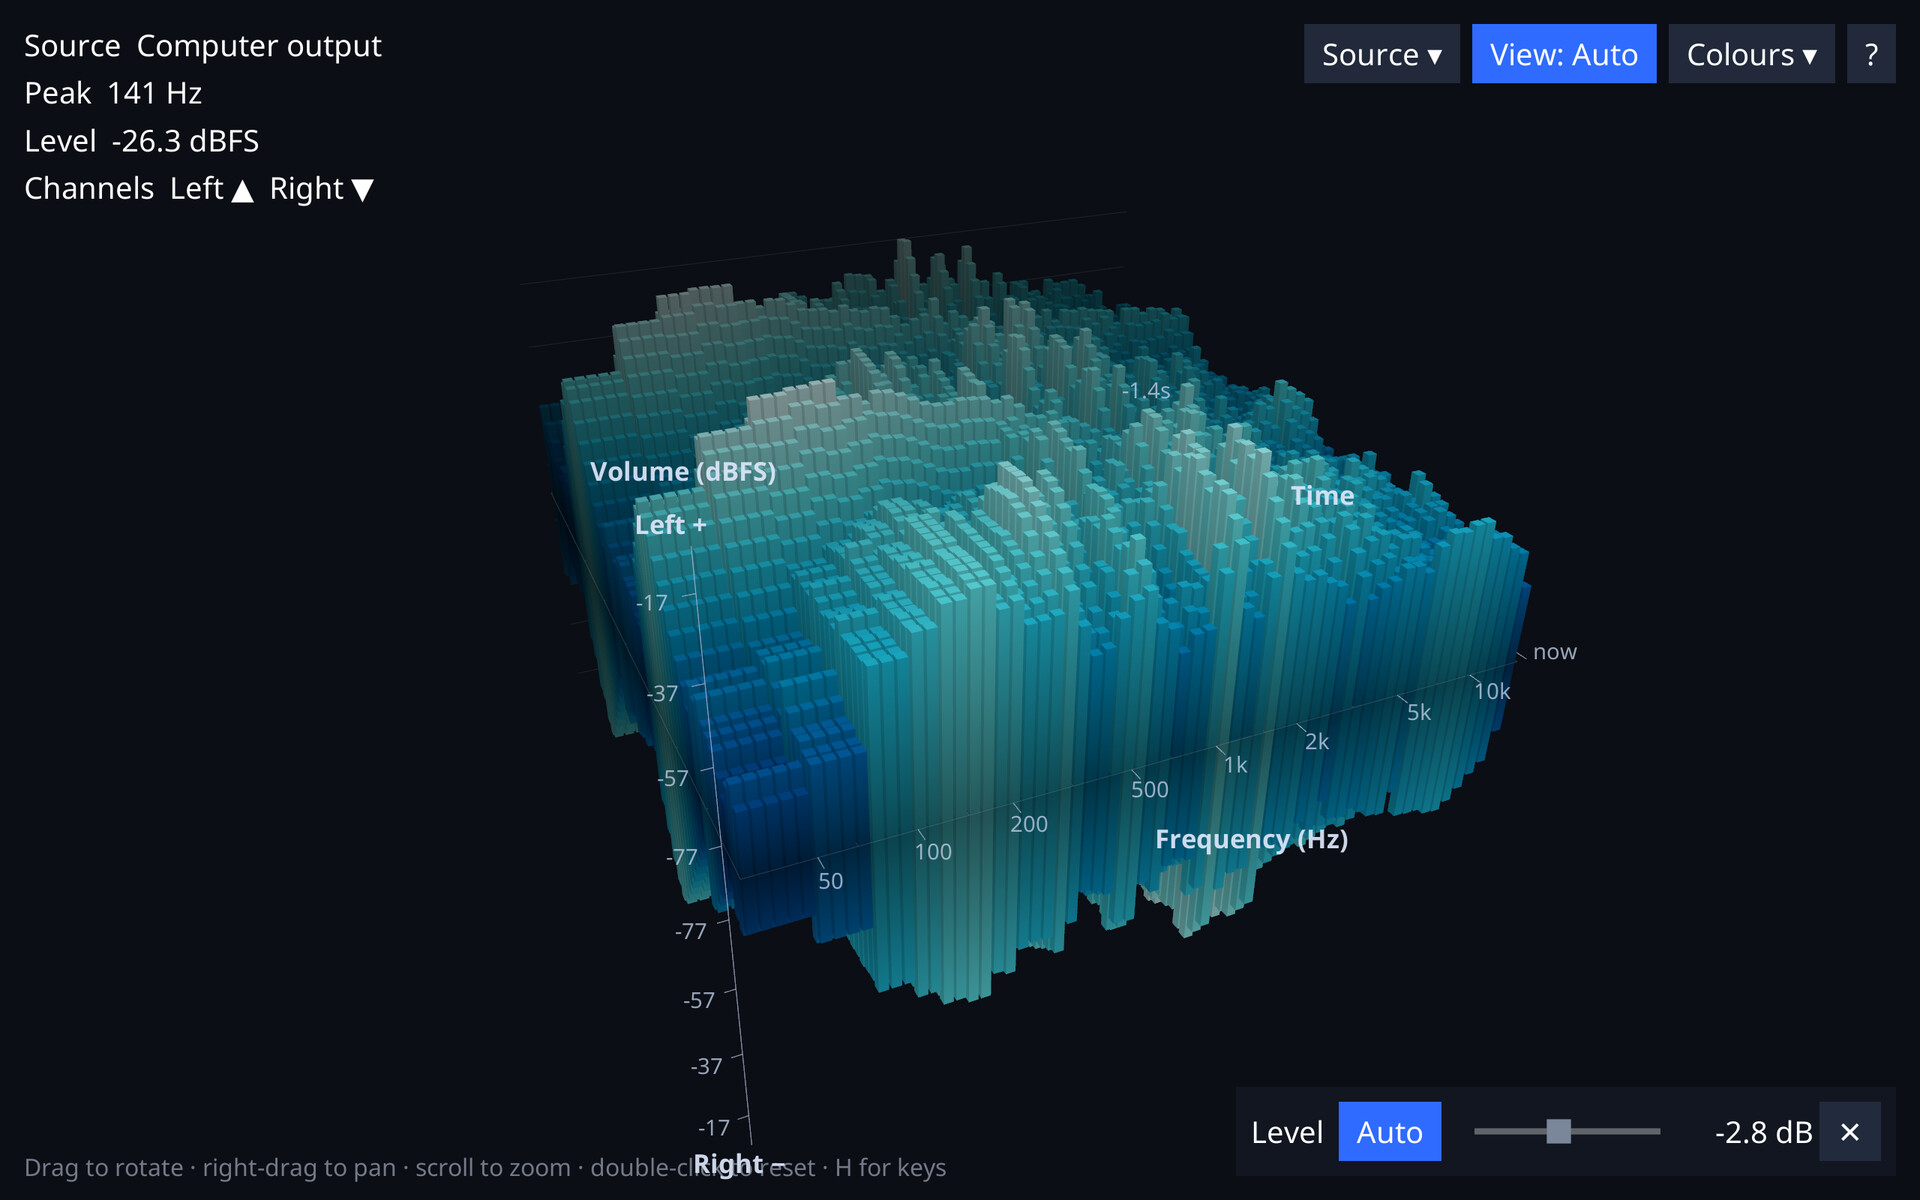 Source Computer output
Peak 141 Hz
Level -26.3 dBFS
Channels Left ▲ Right ▼
Source ▾
View: Auto
Colours ▾
?
-1.4s
Volume (dBFS)
Time
Left +
-17
-37
-57
-77
-77
-57
-37
-17
Right –
now
10k
5k
2k
1k
500
200
100
50
Frequency (Hz)
Level Auto -2.8 dB ✕
Drag to rotate · right-drag to pan · scroll to zoom · double-click to reset · H for keys